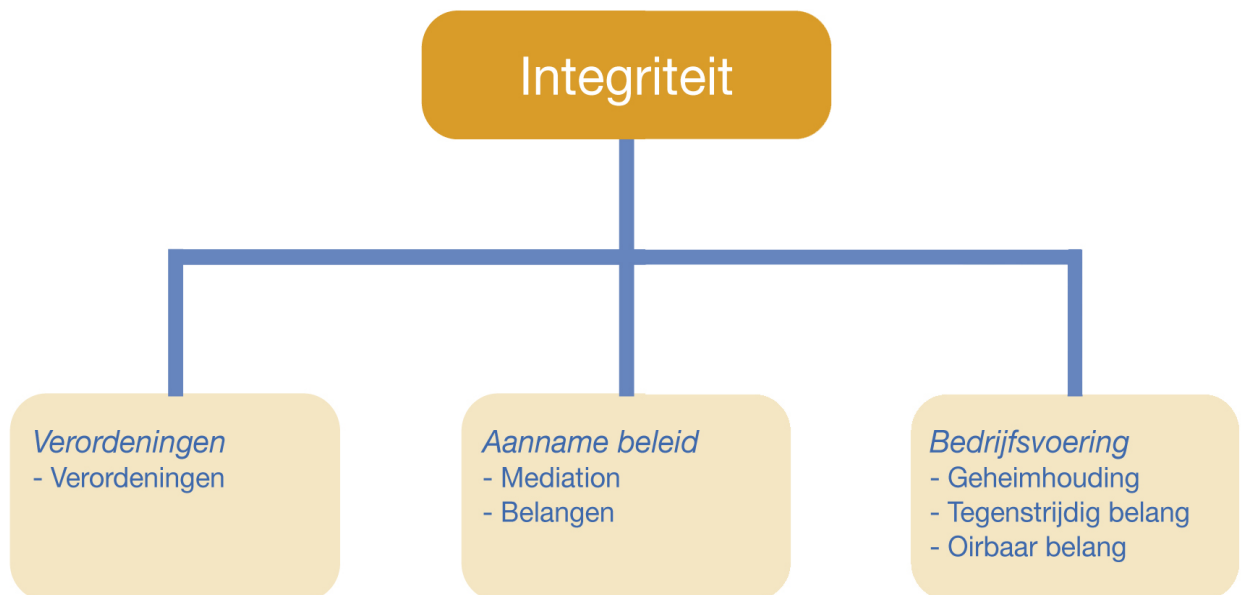 Integriteit
Verordeningen
- Verordeningen
Aanname beleid
- Mediation
- Belangen
Bedrijfsvoering
- Geheimhouding
- Tegenstrijdig belang
- Oirbaar belang